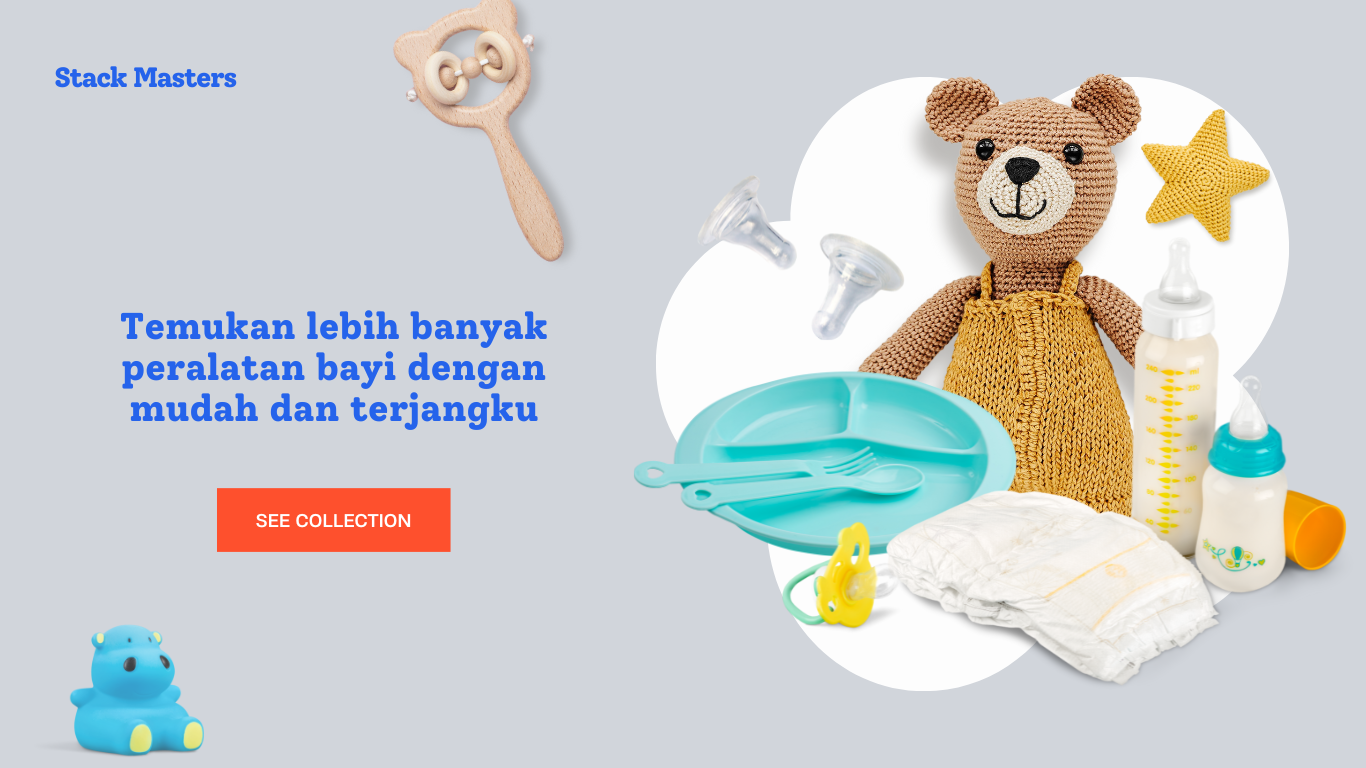 Stack Masters
Temukan lebih banyak
peralatan bayi dengan
mudah dan terjangku
SEE COLLECTION